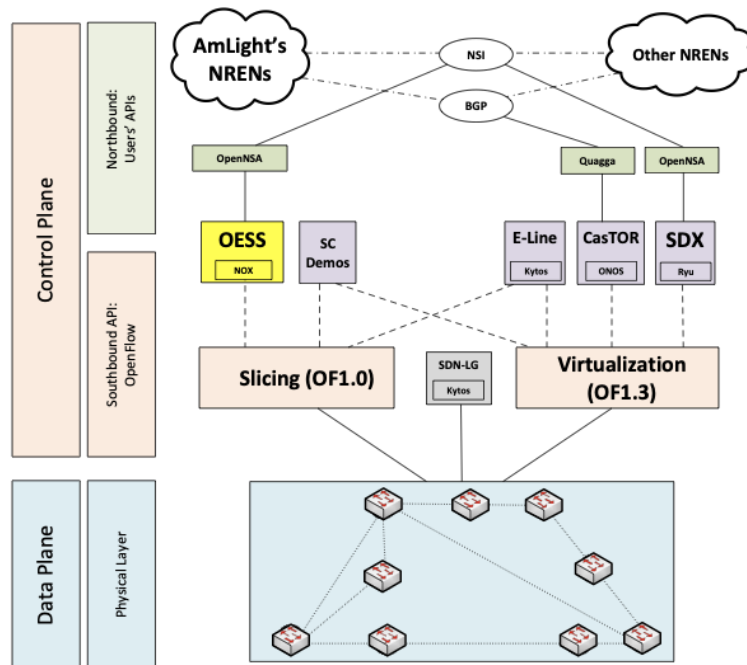 AmLight's
NRENs
NSI
Other NRENs
BGP
Control Plane
Northbound:
Users' APIs
OpenNSA
Quagga
OpenNSA
OESS
NOX
SC
Demos
E-Line
Kytos
CasTOR
ONOS
SDX
Ryu
Southbound API:
OpenFlow
Slicing (OF1.0)
SDN-LG
Kytos
Virtualization
(OF1.3)
Data Plane
Physical Layer